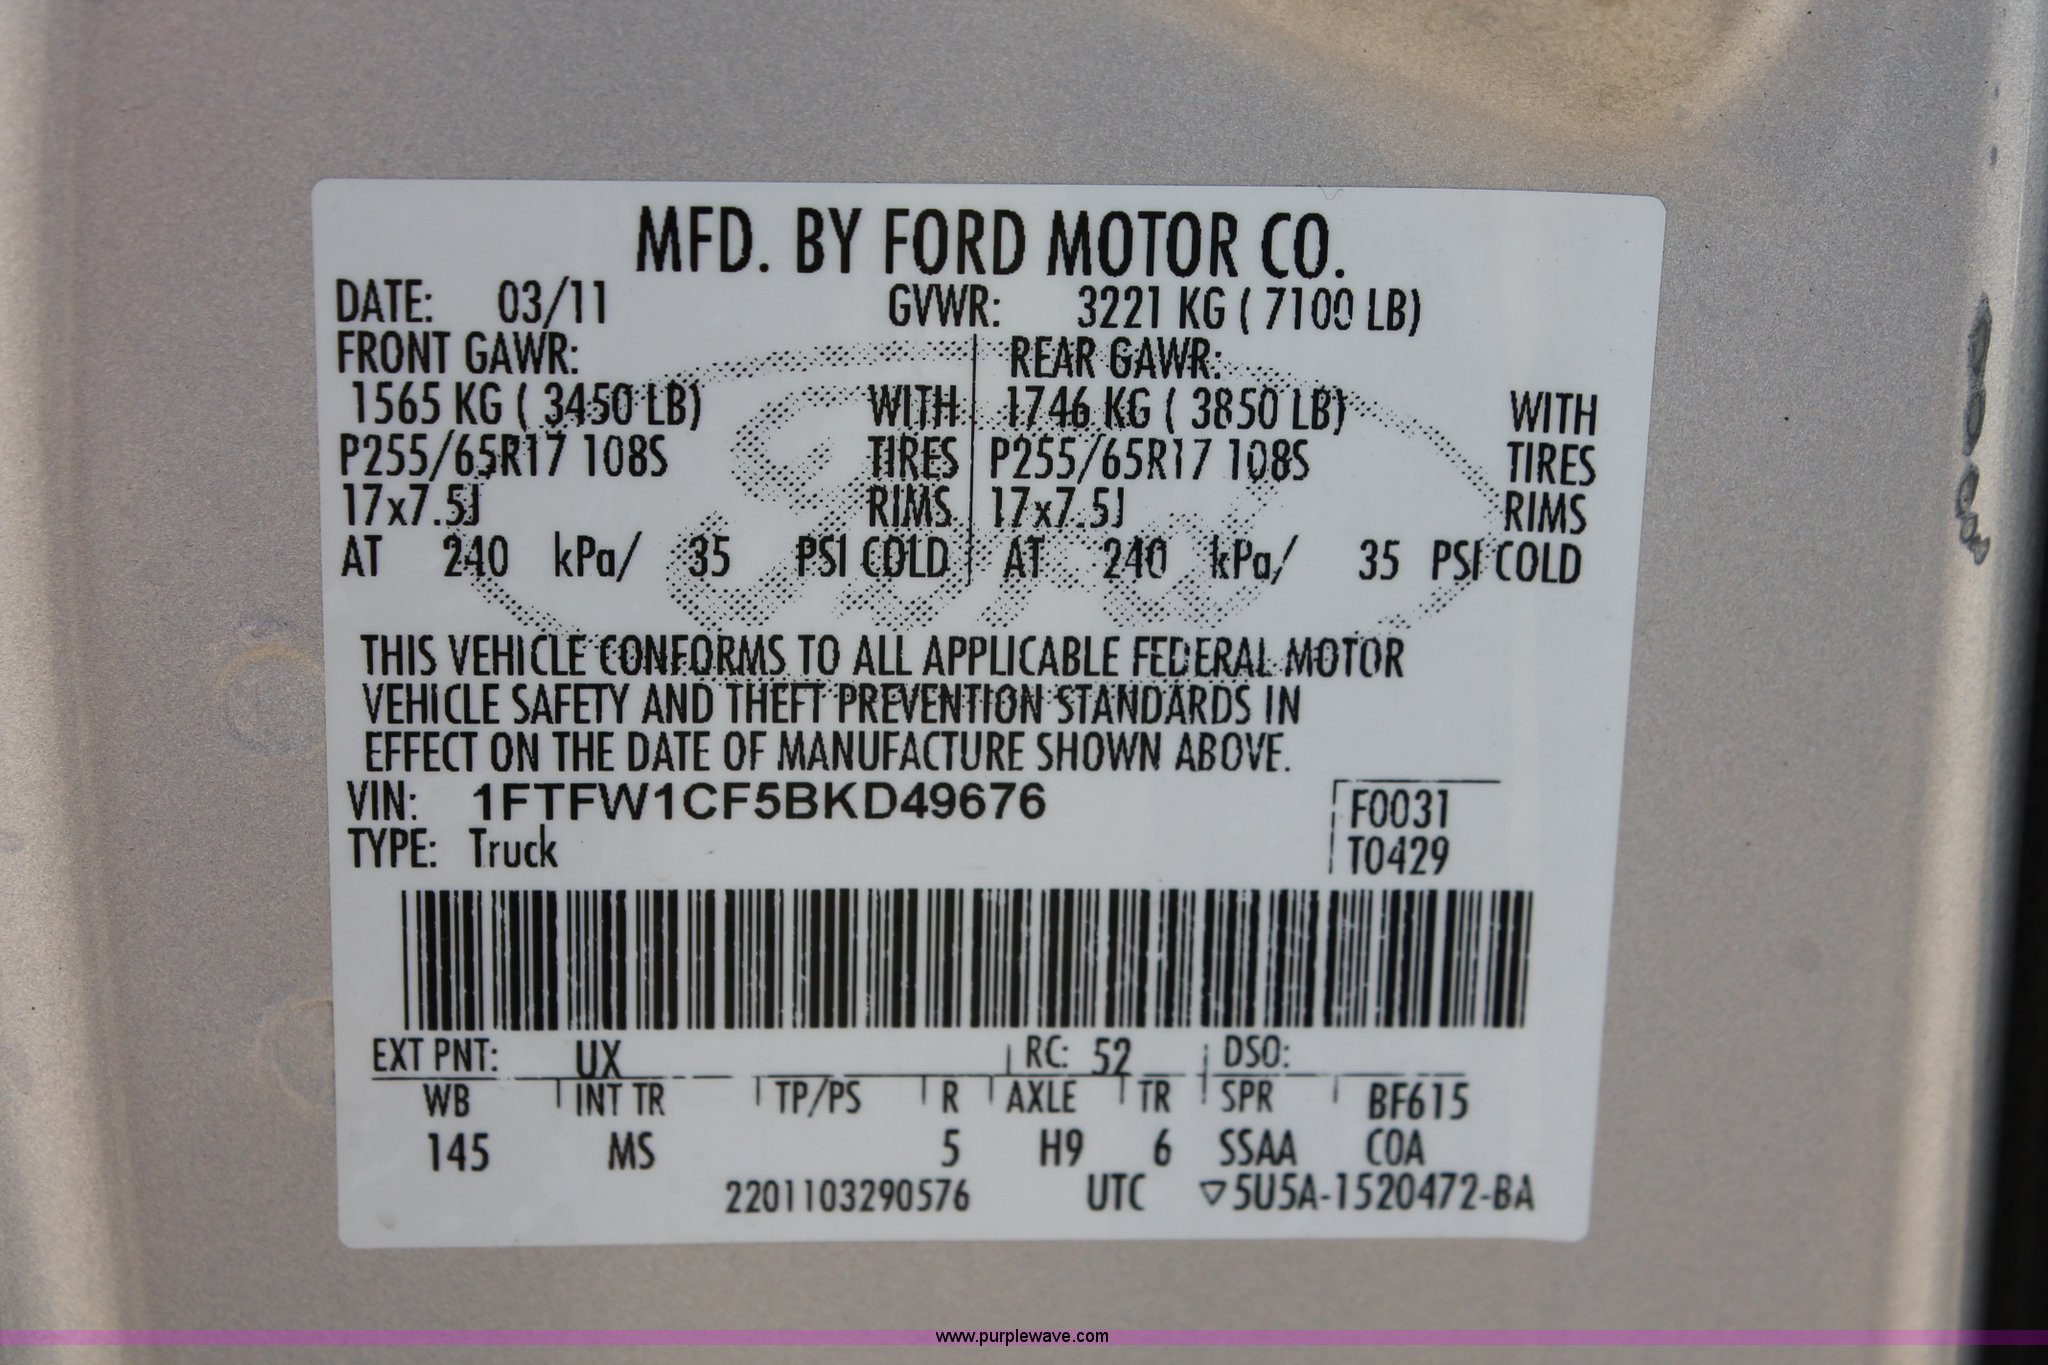 MFD. BY FORD MOTOR CO.
DATE: 03/11 GVWR: 3221 KG ( 7100 LB)
FRONT GAWR: REAR GAWR:
1565 KG ( 3450 LB) WITH 1746 KG ( 3850 LB) WITH
P255/65R17 108S TIRES P255/65R17 108S TIRES
17x7.5J RIMS 17x7.5J RIMS
AT 240 kPa/ 35 PSI COLD AT 240 kPa/ 35 PSI COLD
THIS VEHICLE CONFORMS TO ALL APPLICABLE FEDERAL MOTOR
VEHICLE SAFETY AND THEFT PREVENTION STANDARDS IN
EFFECT ON THE DATE OF MANUFACTURE SHOWN ABOVE.
VIN: 1FTFW1CF5BKD49676 F0031
TYPE: Truck T0429
EXT PNT: UX RC: 52 DSO:
WB INT TR TP/PS R AXLE TR SPR BF615
145 MS 5 H9 6 SSAA COA
2201103290576 UTC ▽5U5A-1520472-BA
www.purplewave.com